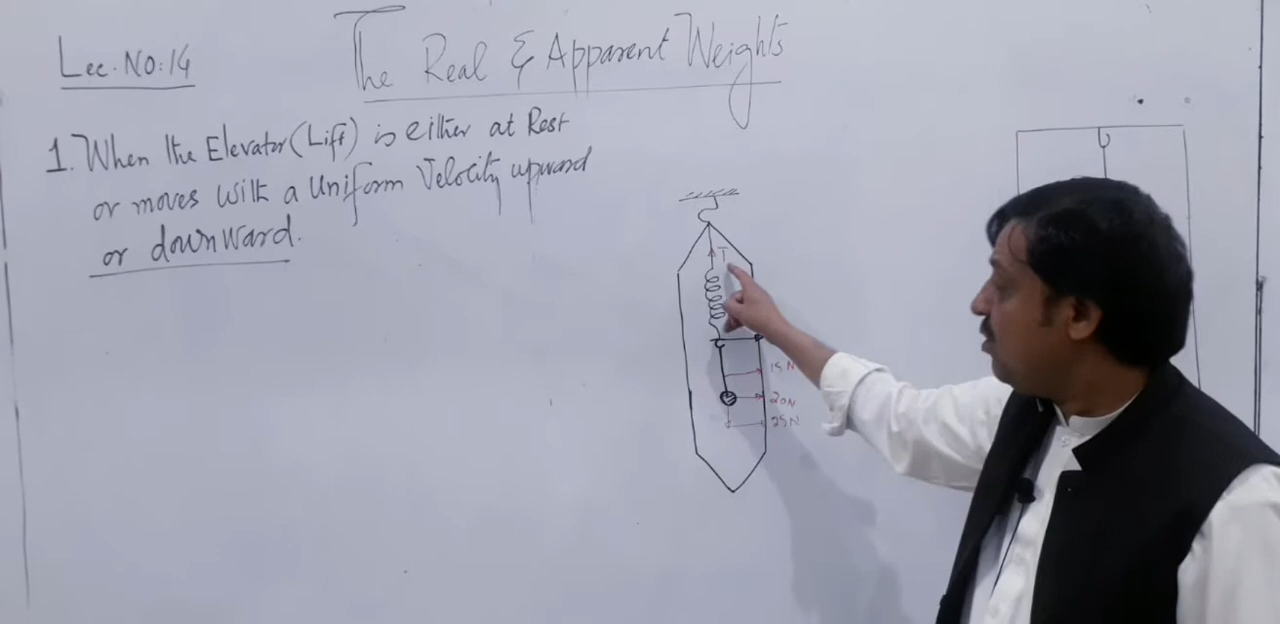 Lec. No: 14
The Real & Apparent Weights
1. When the Elevator (Lift) is either at Rest
or moves with a Uniform Velocity upward
or downward.
T
15N
20N
25N